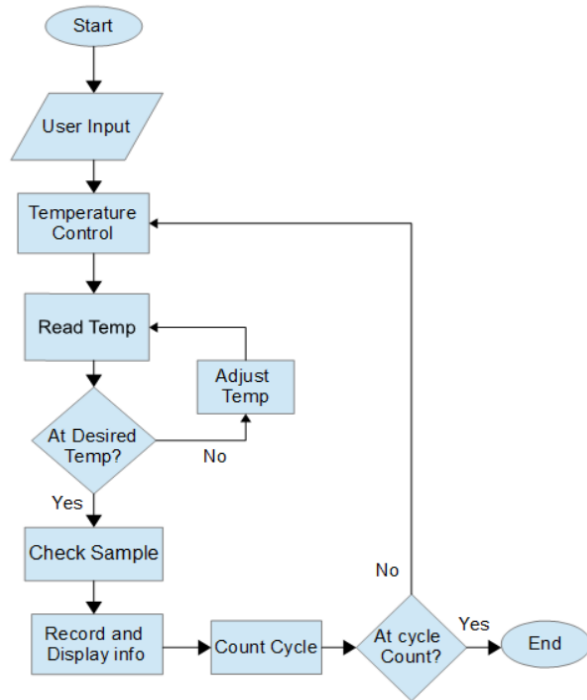 Start
User Input
Temperature
Control
Read Temp
Adjust
Temp
At Desired
Temp?
No
Yes
Check Sample
Record and
Display info
Count Cycle
At cycle
Count?
No
Yes
End